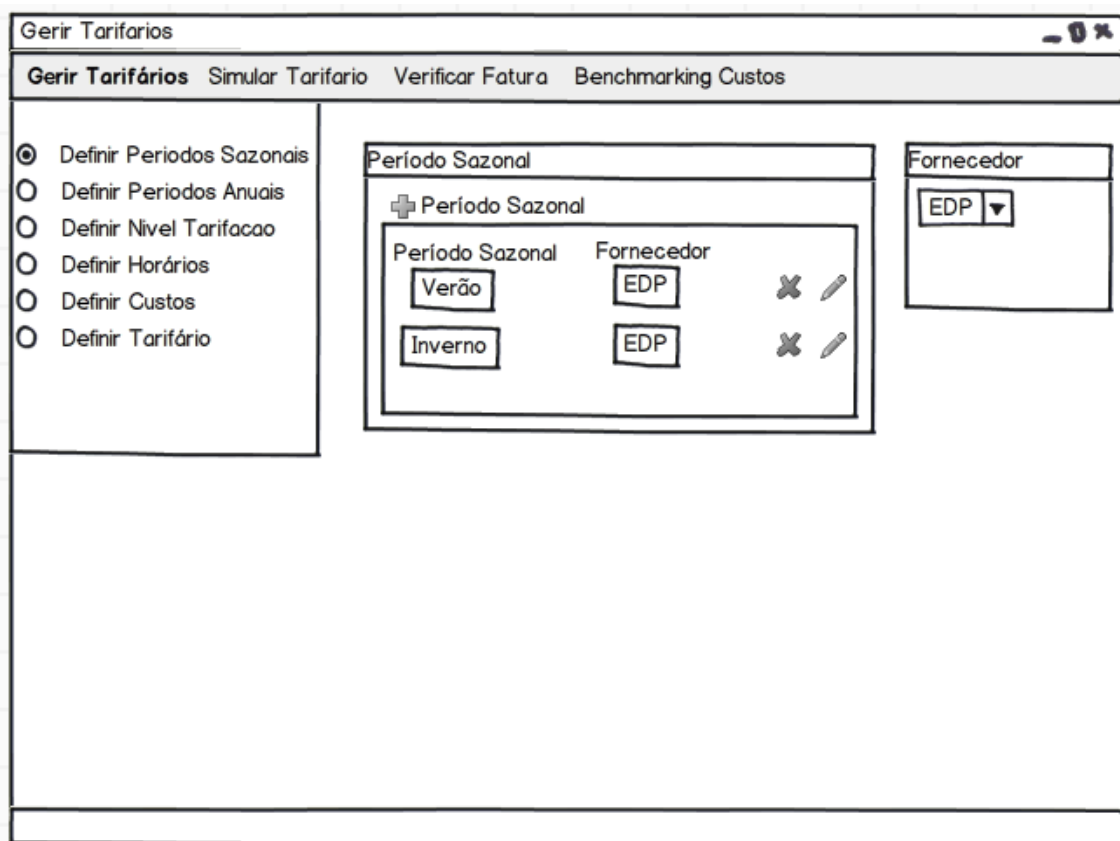 Gerir Tarifarios
Gerir Tarifários Simular Tarifario Verificar Fatura Benchmarking Custos
Definir Periodos Sazonais
Definir Periodos Anuais
Definir Nivel Tarifacao
Definir Horários
Definir Custos
Definir Tarifário
Período Sazonal
Período Sazonal
Período Sazonal Fornecedor
Verão EDP
Inverno EDP
Fornecedor
EDP